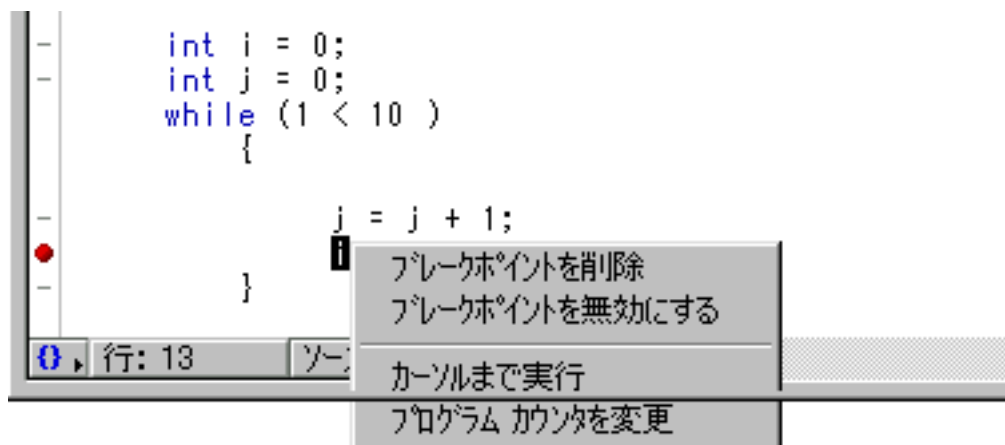 int i = 0;
int j = 0;
while (1 < 10 )
{
j = j + 1;
i
}
ブレークポイントを削除
ブレークポイントを無効にする
カーソルまで実行
プログラム カウンタを変更
{} 行: 13 ソー